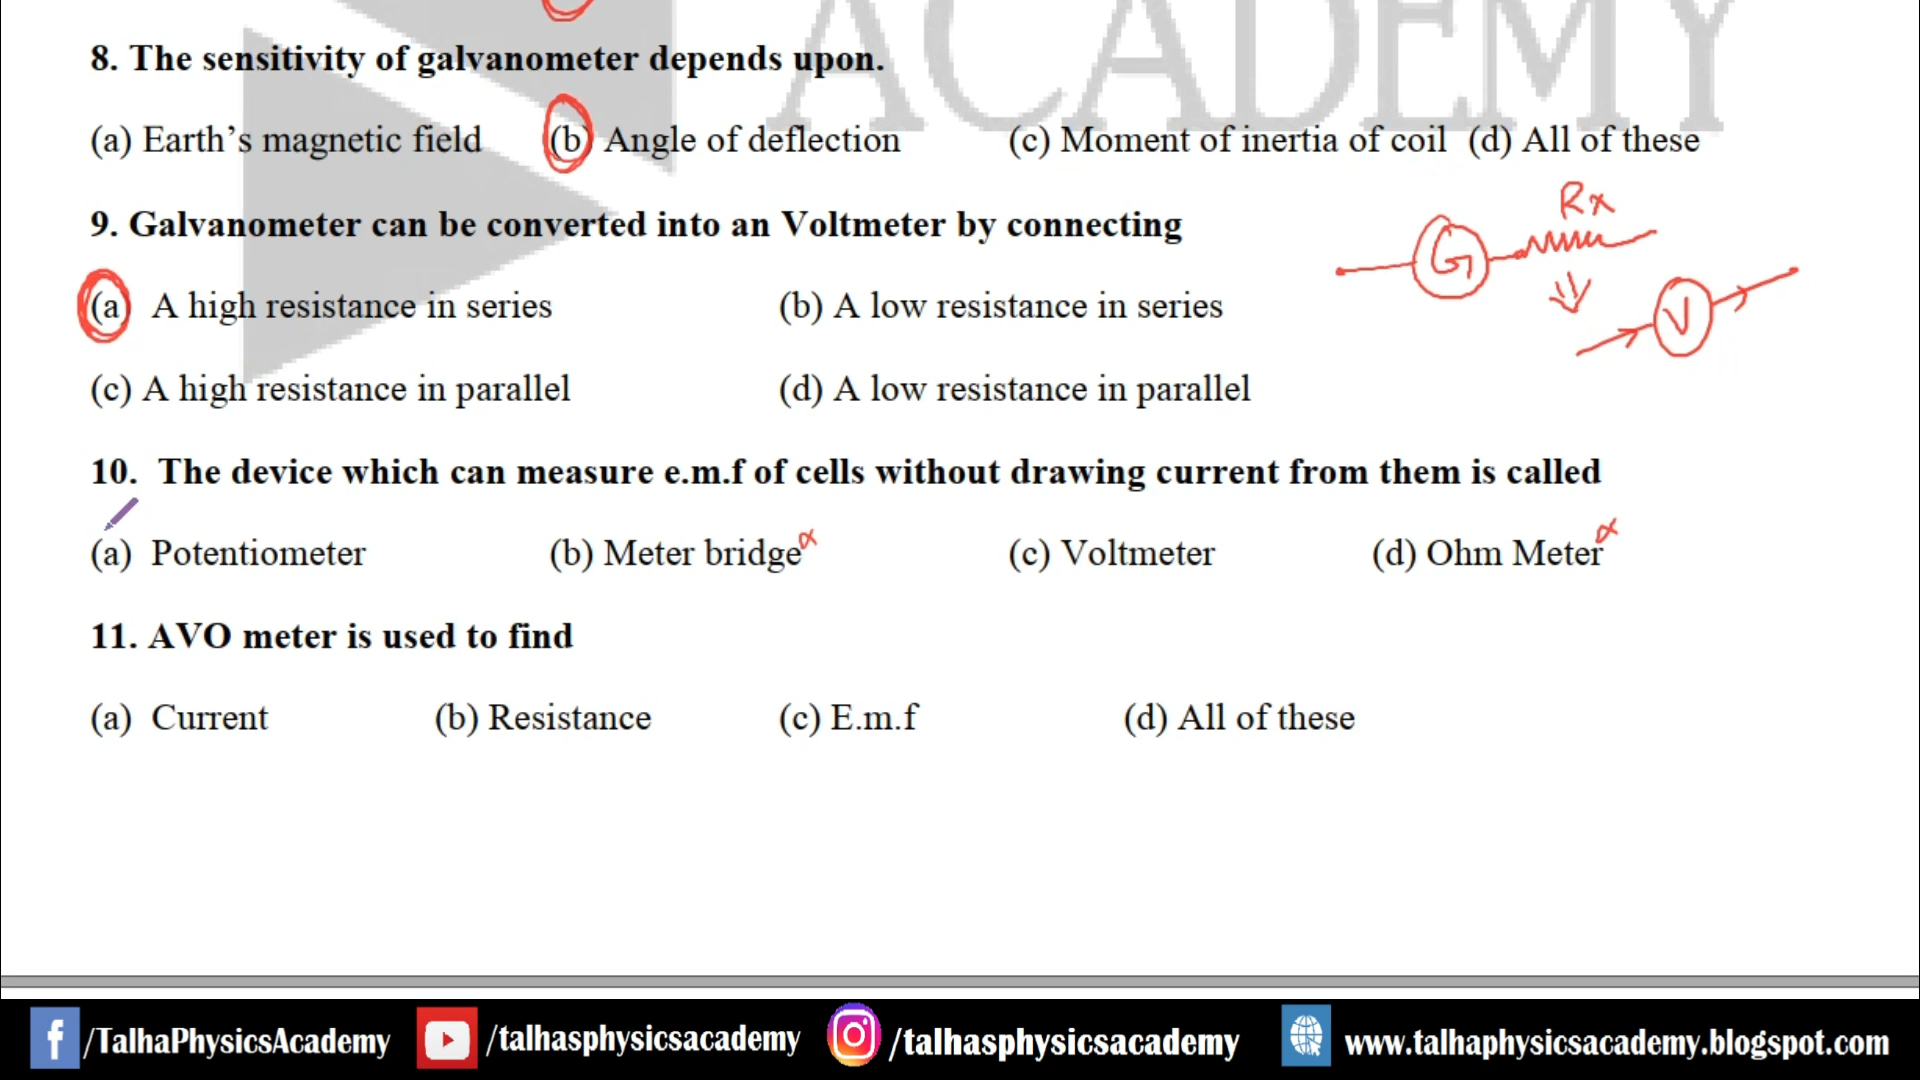 ACADEMY
8. The sensitivity of galvanometer depends upon.
(a) Earth’s magnetic field (b) Angle of deflection (c) Moment of inertia of coil (d) All of these
Rx
9. Galvanometer can be converted into an Voltmeter by connecting
G
V
(a) A high resistance in series (b) A low resistance in series
(c) A high resistance in parallel (d) A low resistance in parallel
10. The device which can measure e.m.f of cells without drawing current from them is called
(a) Potentiometer (b) Meter bridge (c) Voltmeter (d) Ohm Meter
11. AVO meter is used to find
(a) Current (b) Resistance (c) E.m.f (d) All of these
/TalhaPhysicsAcademy /talhasphysicsacademy /talhasphysicsacademy www.talhaphysicsacademy.blogspot.com